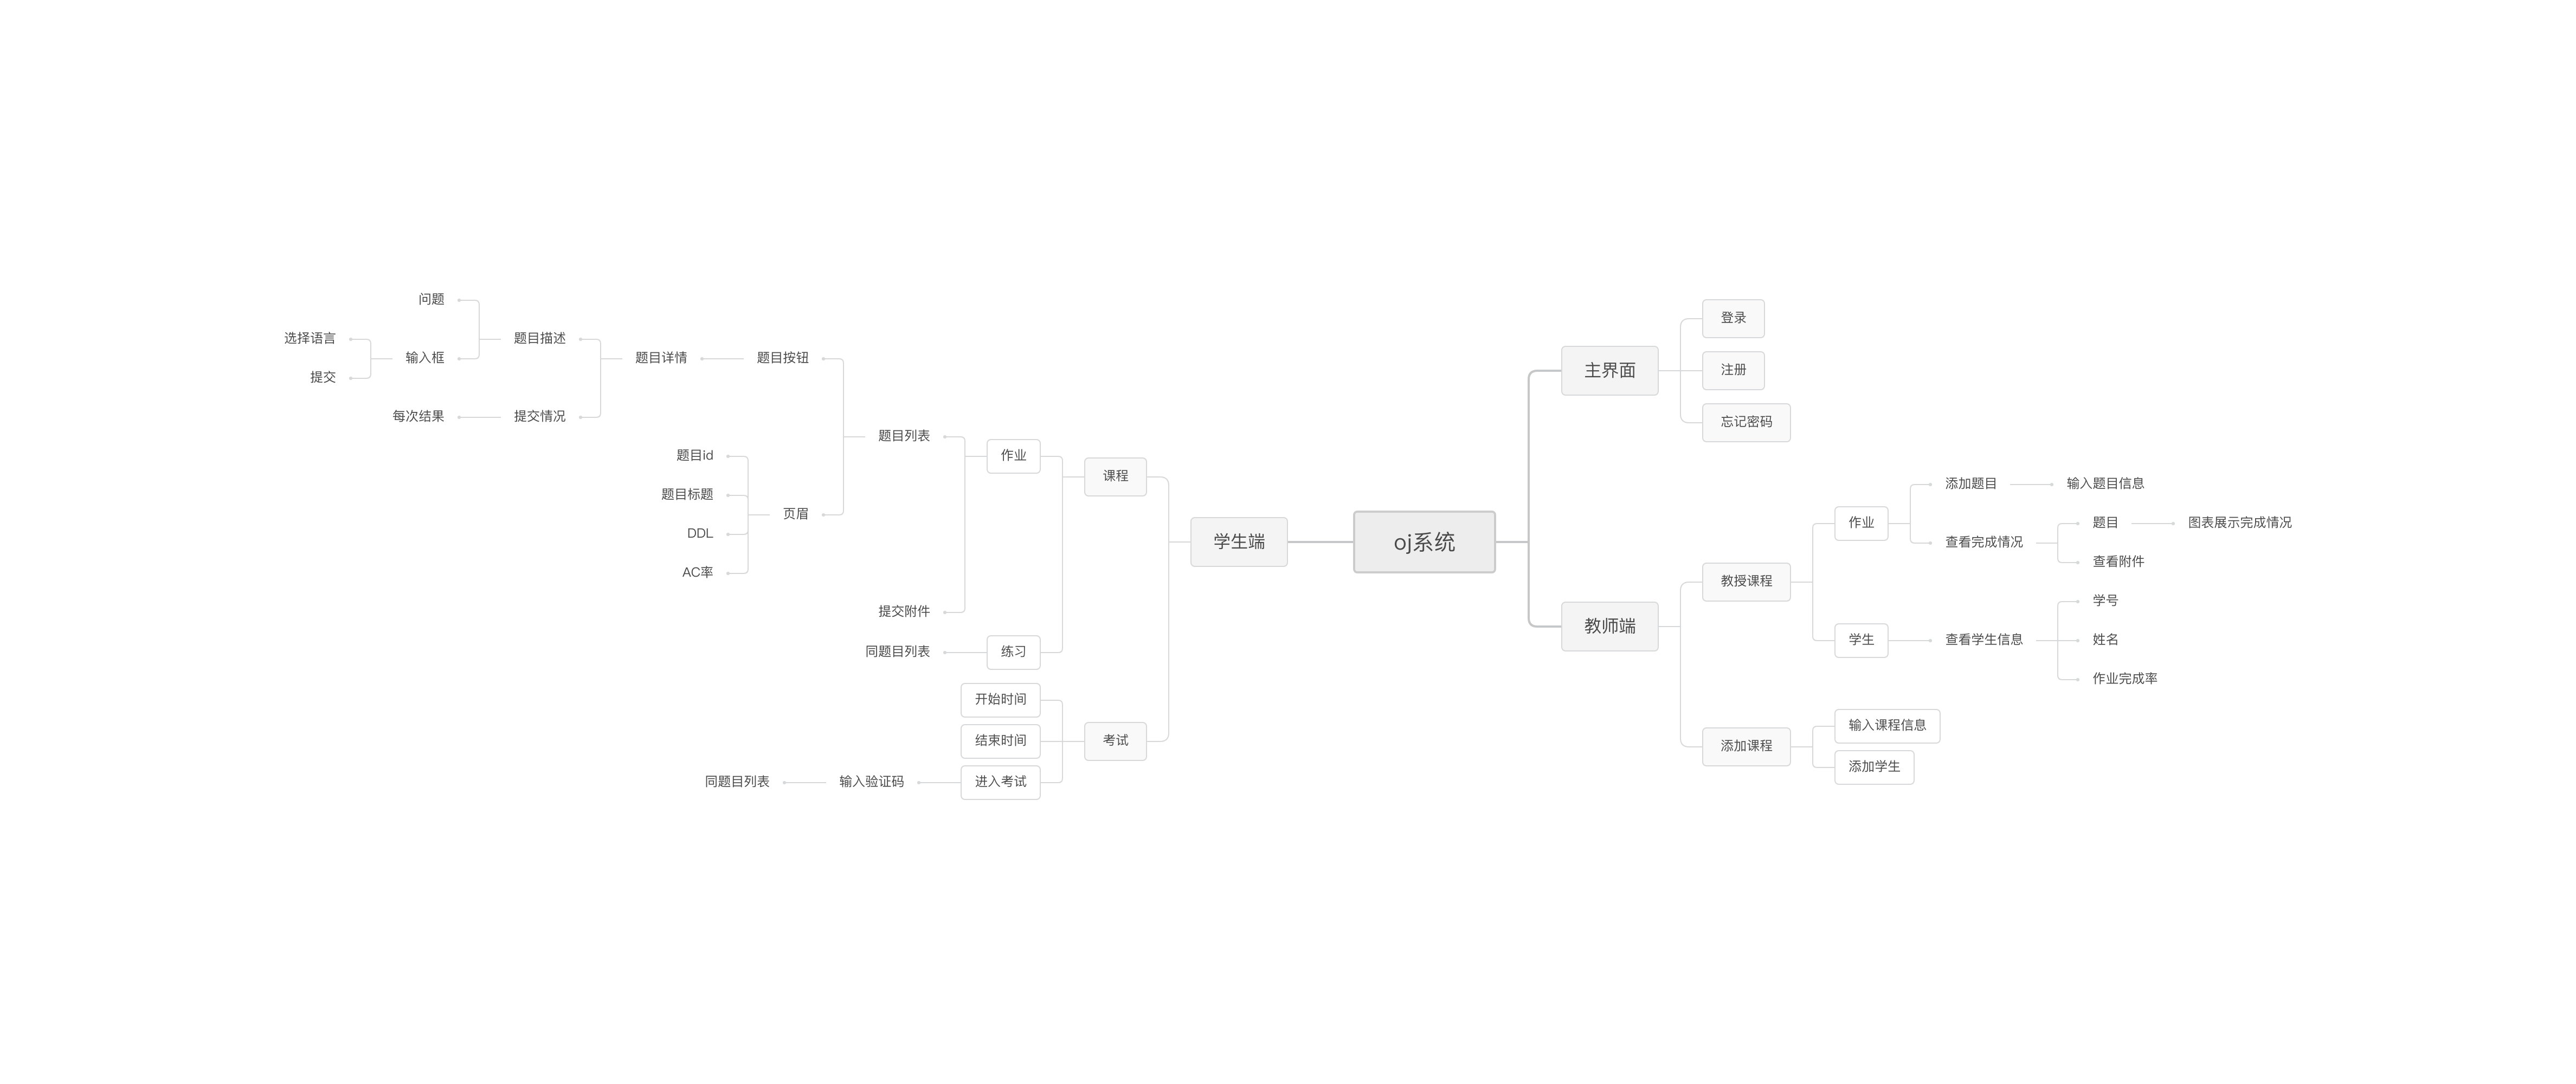 oj系统
主界面
登录
注册
忘记密码
教师端
教授课程
作业
添加题目
输入题目信息
查看完成情况
题目
图表展示完成情况
查看附件
学生
查看学生信息
学号
姓名
作业完成率
添加课程
输入课程信息
添加学生
学生端
课程
作业
题目列表
题目按钮
题目详情
题目描述
问题
输入框
选择语言
提交
提交情况
每次结果
页眉
题目id
题目标题
DDL
AC率
提交附件
练习
同题目列表
考试
开始时间
结束时间
进入考试
输入验证码
同题目列表